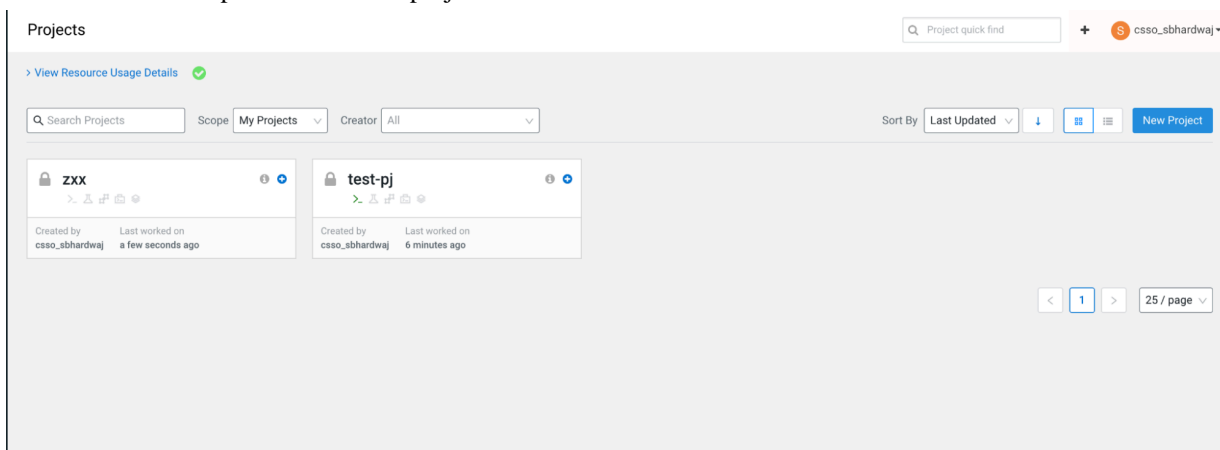 Projects
Project quick find
+
S csso_sbhardwaj
> View Resource Usage Details
Search Projects
Scope My Projects
Creator All
Sort By Last Updated
New Project
zxx
Created by Last worked on
csso_sbhardwaj a few seconds ago
test-pj
Created by Last worked on
csso_sbhardwaj 6 minutes ago
< 1 > 25 / page